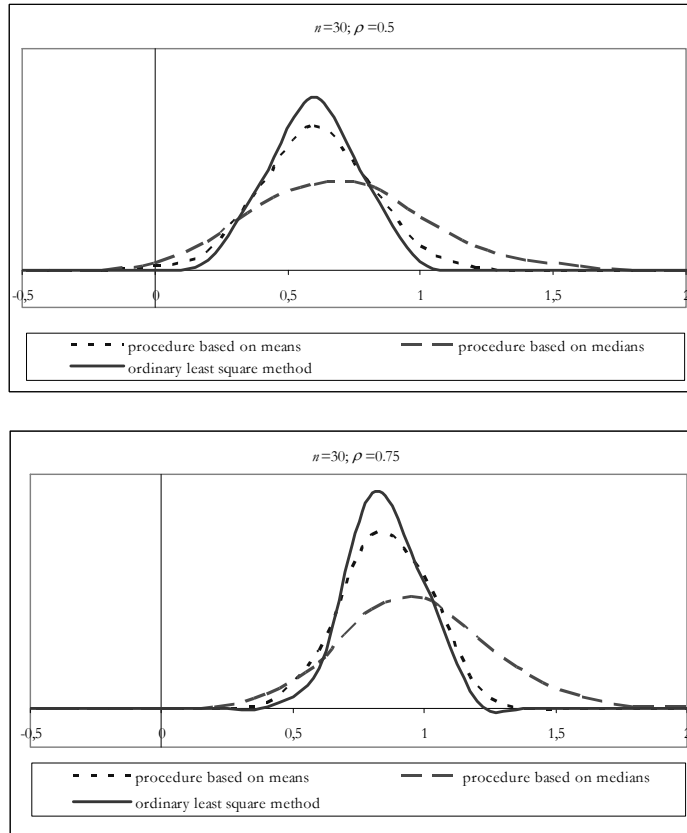 n=30; ρ=0.5
-0,5 0 0,5 1 1,5 2
procedure based on means procedure based on medians
ordinary least square method
n=30; ρ=0.75
-0,5 0 0,5 1 1,5 2
procedure based on means procedure based on medians
ordinary least square method